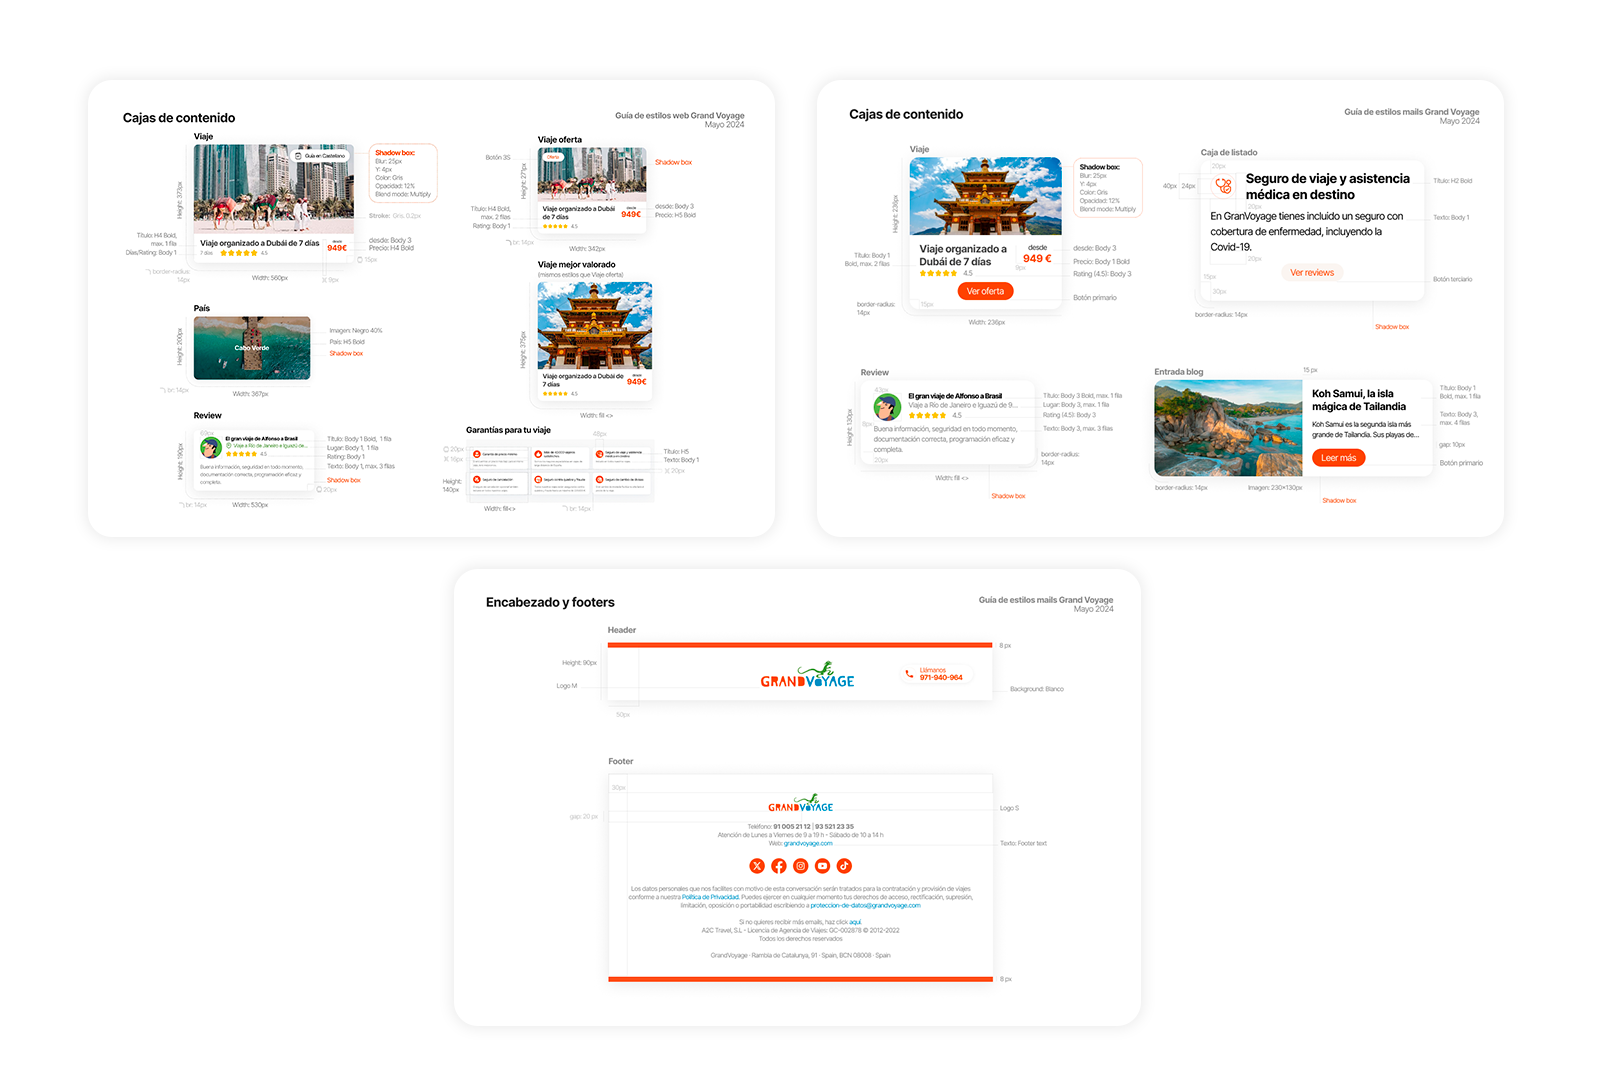 Cajas de contenido
Guía de estilos web Grand Voyage
Mayo 2024
Viaje
Guía en Castellano
Height: 373px
Shadow box:
Blur: 25px
Y: 4px
Color: Gris
Opacidad: 12%
Blend mode: Multiply
Stroke: Gris. 0.2px
Título: H4 Bold,
max. 1 fila
Días/Rating: Body 1
Viaje organizado a Dubái de 7 días
7 días
4.5
desde
949€
desde: Body 3
Precio: H4 Bold
15px
border-radius:
14px
Width: 560px
9px
Viaje oferta
Botón 3S
Oferta
Shadow box
Height: 271px
Título: H4 Bold,
max. 2 filas
Rating: Body 1
Viaje organizado a Dubái
de 7 días
4.5
desde
949€
desde: Body 3
Precio: H5 Bold
br: 14px
Width: 342px
Viaje mejor valorado
(mismos estilos que Viaje oferta)
Height: 375px
Viaje organizado a Dubái de
7 días
4.5
desde
949€
br: 14px
Width: fill <>
País
Height: 200px
Cabo Verde
Imagen: Negro 40%
País: H5 Bold
Shadow box
br: 14px
Width: 367px
Review
69px
Height: 190px
El gran viaje de Alfonso a Brasil
Viaje a Río de Janeiro e Iguazú de...
4.5
Buena información, seguridad en todo momento,
documentación correcta, programación eficaz y
completa.
Título: Body 1 Bold, 1 fila
Lugar: Body 1, 1 fila
Rating: Body 1
Texto: Body 1, max. 3 filas
Shadow box
20px
br: 14px
Width: 530px
Garantías para tu viaje
48px
20px
16px
Height:
140px
Título: H5
Texto: Body 1
20px
Width: fill<>
br: 14px
Cajas de contenido
Guía de estilos mails Grand Voyage
Mayo 2024
Viaje
Height: 236px
Shadow box:
Blur: 25px
Y: 4px
Color: Gris
Opacidad: 12%
Blend mode: Multiply
Título: Body 1
Bold, max. 2 filas
Viaje organizado a
Dubái de 7 días
4.5
desde
949 €
9px
Ver oferta
desde: Body 3
Precio: Body 1 Bold
Rating (4.5): Body 3
Botón primario
border-radius:
14px
15px
Width: 236px
Caja de listado
20px
40px
24px
Seguro de viaje y asistencia
médica en destino
20px
En GranVoyage tienes incluido un seguro con
cobertura de enfermedad, incluyendo la
Covid-19.
20px
15px
Ver reviews
30px
Título: H2 Bold
Texto: Body 1
Botón terciario
border-radius: 14px
Shadow box
Review
43px
Height: 130px
8px
El gran viaje de Alfonso a Brasil
Viaje a Río de Janeiro e Iguazú de 9...
4.5
Buena información, seguridad en todo momento,
documentación correcta, programación eficaz y
completa.
20px
Título: Body 3 Bold, max. 1 fila
Lugar: Body 3, max. 1 fila
Rating (4.5): Body 3
Texto: Body 3, max. 3 filas
border-radius:
14px
Width: fill <>
Shadow box
Entrada blog
15 px
Koh Samui, la isla
mágica de Tailandia
Koh Samui es la segunda isla más
grande de Tailandia. Sus playas de...
Leer más
Título: Body 1
Bold, max. 1 fila
Texto: Body 3,
max. 4 filas
gap: 10px
Botón primario
border-radius: 14px
Imagen: 230×130px
Shadow box
Encabezado y footers
Guía de estilos mails Grand Voyage
Mayo 2024
Header
8 px
Height: 90px
Logo M
GRANDVOYAGE
Llámanos
971-940-964
Background: Blanco
50px
Footer
30px
GRANDVOYAGE
Logo S
gap: 20 px
Teléfono: 91 005 21 12 | 93 521 23 35
Atención de Lunes a Viernes de 9 a 19 h - Sábado de 10 a 14 h
Web: grandvoyage.com
Texto: Footer text
Los datos personales que nos facilites con motivo de esta conversación serán tratados para la contratación y provisión de viajes
conforme a nuestra Política de Privacidad. Puedes ejercer en cualquier momento tus derechos de acceso, rectificación, supresión,
limitación, oposición o portabilidad escribiendo a proteccion-de-datos@grandvoyage.com
Si no quieres recibir más emails, haz click aquí.
A2C Travel, S.L - Licencia de Agencia de Viajes: GC-002878 © 2012-2022
Todos los derechos reservados
GrandVoyage · Rambla de Catalunya, 91 · Spain, BCN 08008 · Spain
8 px